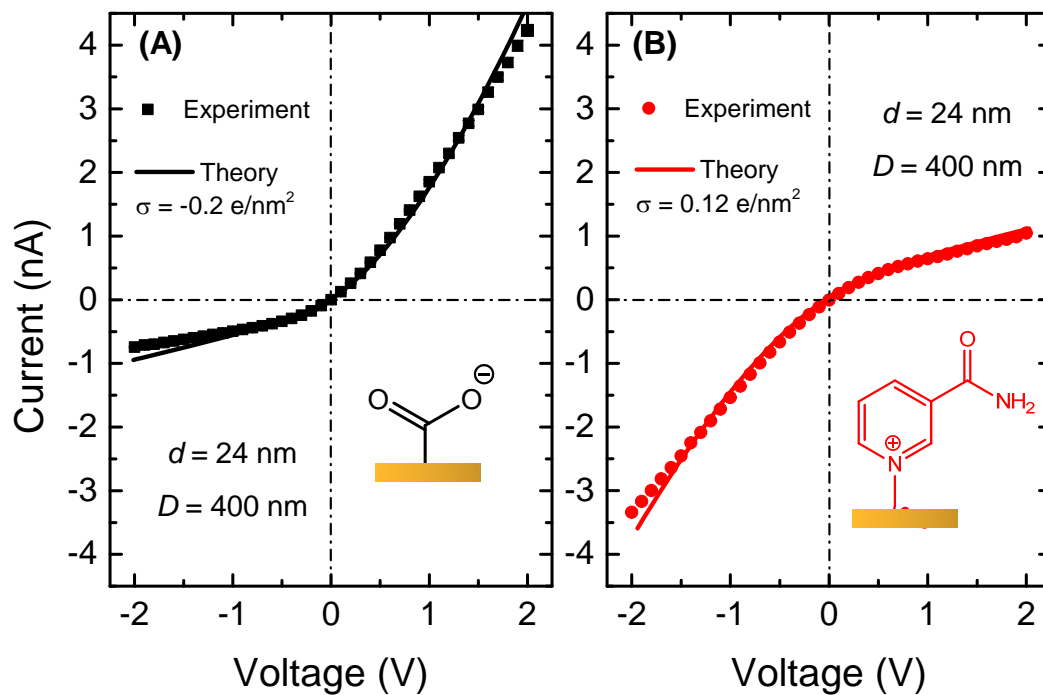 (A)
Experiment
Theory
σ = -0.2 e/nm²
d = 24 nm
D = 400 nm
O
O
⊖
4
3
2
1
0
-1
-2
-3
-4
Current (nA)
-2 -1 0 1 2
Voltage (V)
(B)
Experiment
Theory
σ = 0.12 e/nm²
d = 24 nm
D = 400 nm
O
NH₂
⊕
N
4
3
2
1
0
-1
-2
-3
-4
-2 -1 0 1 2
Voltage (V)